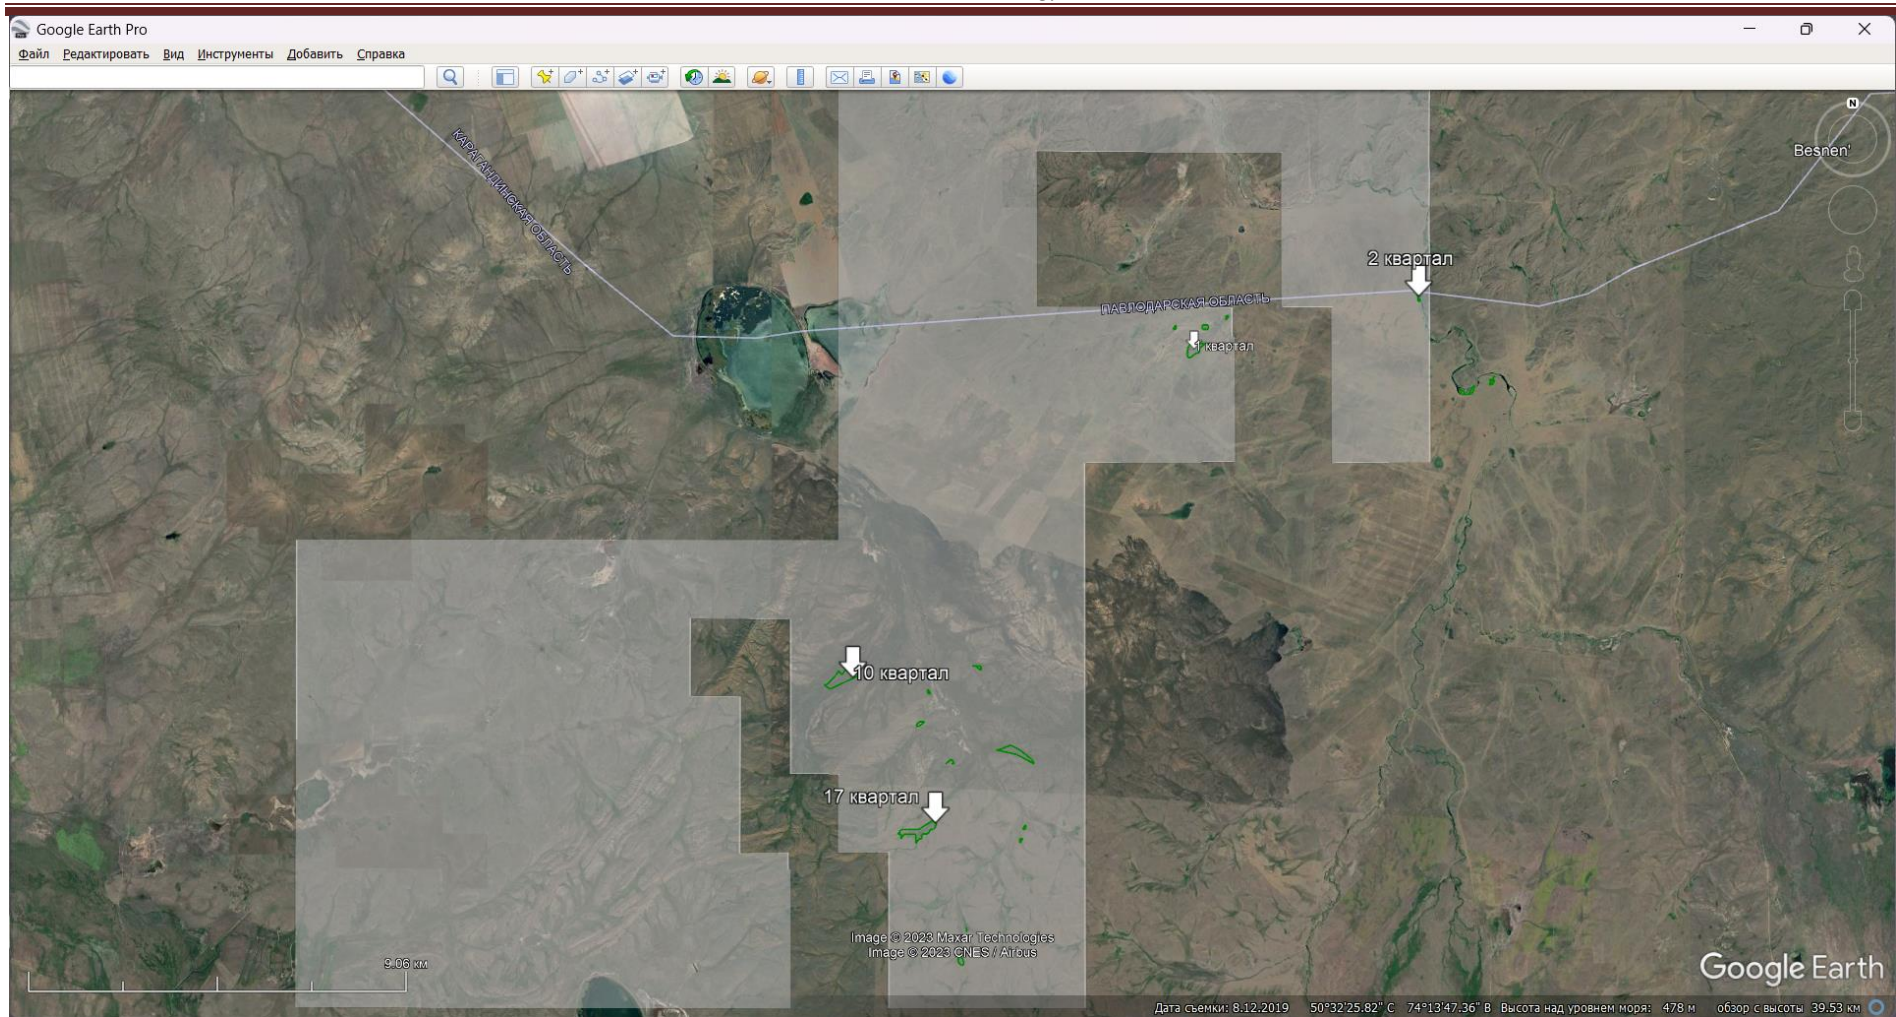 Google Earth Pro
Файл Редактировать Вид Инструменты Добавить Справка
N
КАРАГАНДИНСКАЯ ОБЛАСТЬ
Besnen'
2 квартал
ПАВЛОДАРСКАЯ ОБЛАСТЬ
1 квартал
10 квартал
17 квартал
Image © 2023 Maxar Technologies
Image © 2023 CNES / Airbus
9.06 км
Google Earth
Дата съемки: 8.12.2019 50°32'25.82" С 74°13'47.36" В Высота над уровнем моря: 478 м обзор с высоты 39.53 км